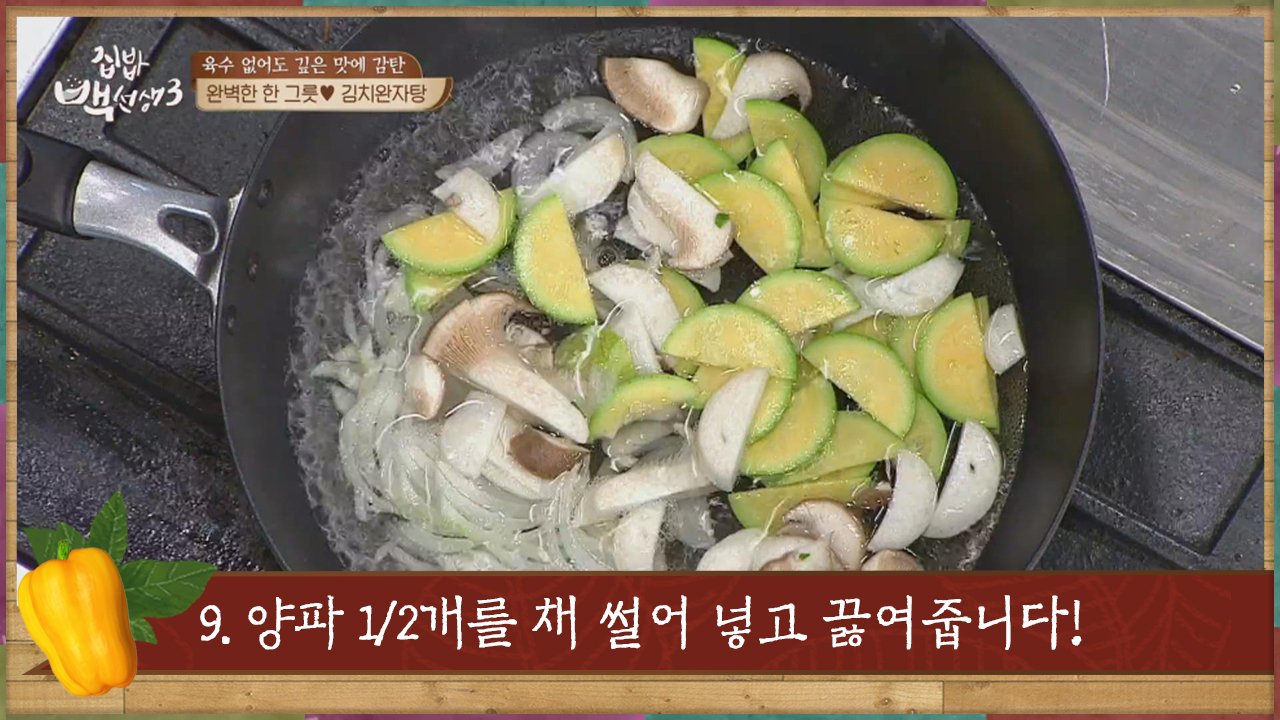 집밥
백선생3
육수 없어도 깊은 맛에 감탄
완벽한 한 그릇♥ 김치완자탕
9. 양파 1/2개를 채 썰어 넣고 끓여줍니다!